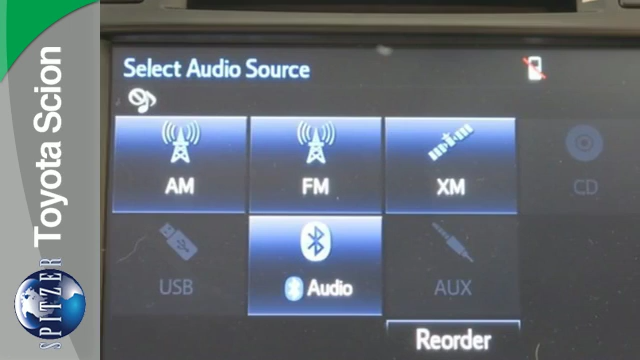 Select Audio Source
AM FM XM CD
USB Audio AUX
Reorder
Toyota Scion
SPITZER